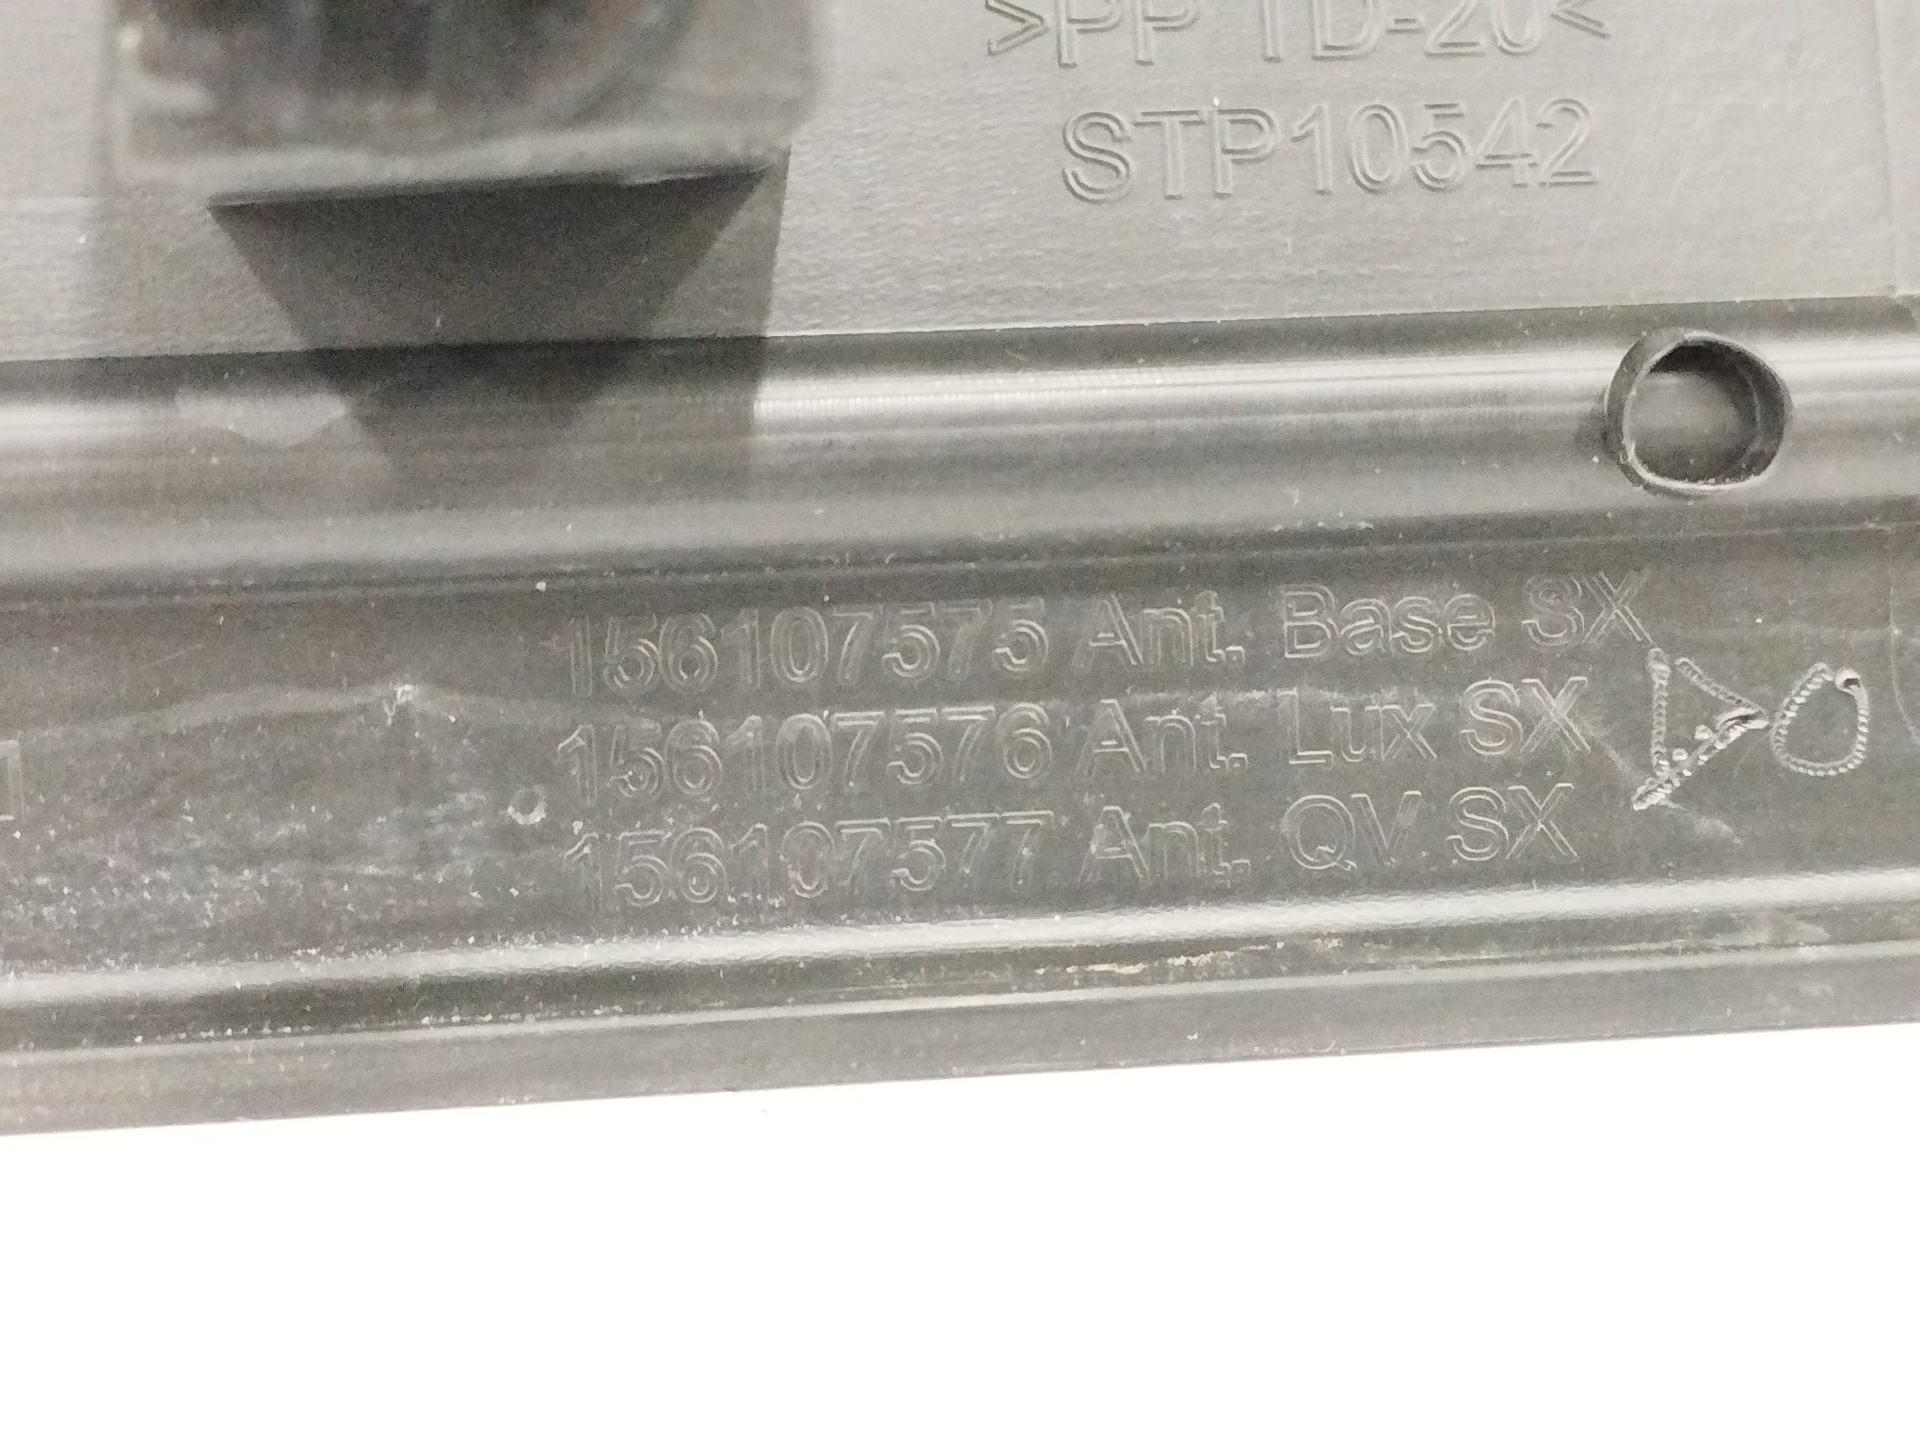 >PP TD-20<
STP10542
156107575 Ant. Base SX
156107576 Ant. Lux SX
156107577 Ant. QV SX